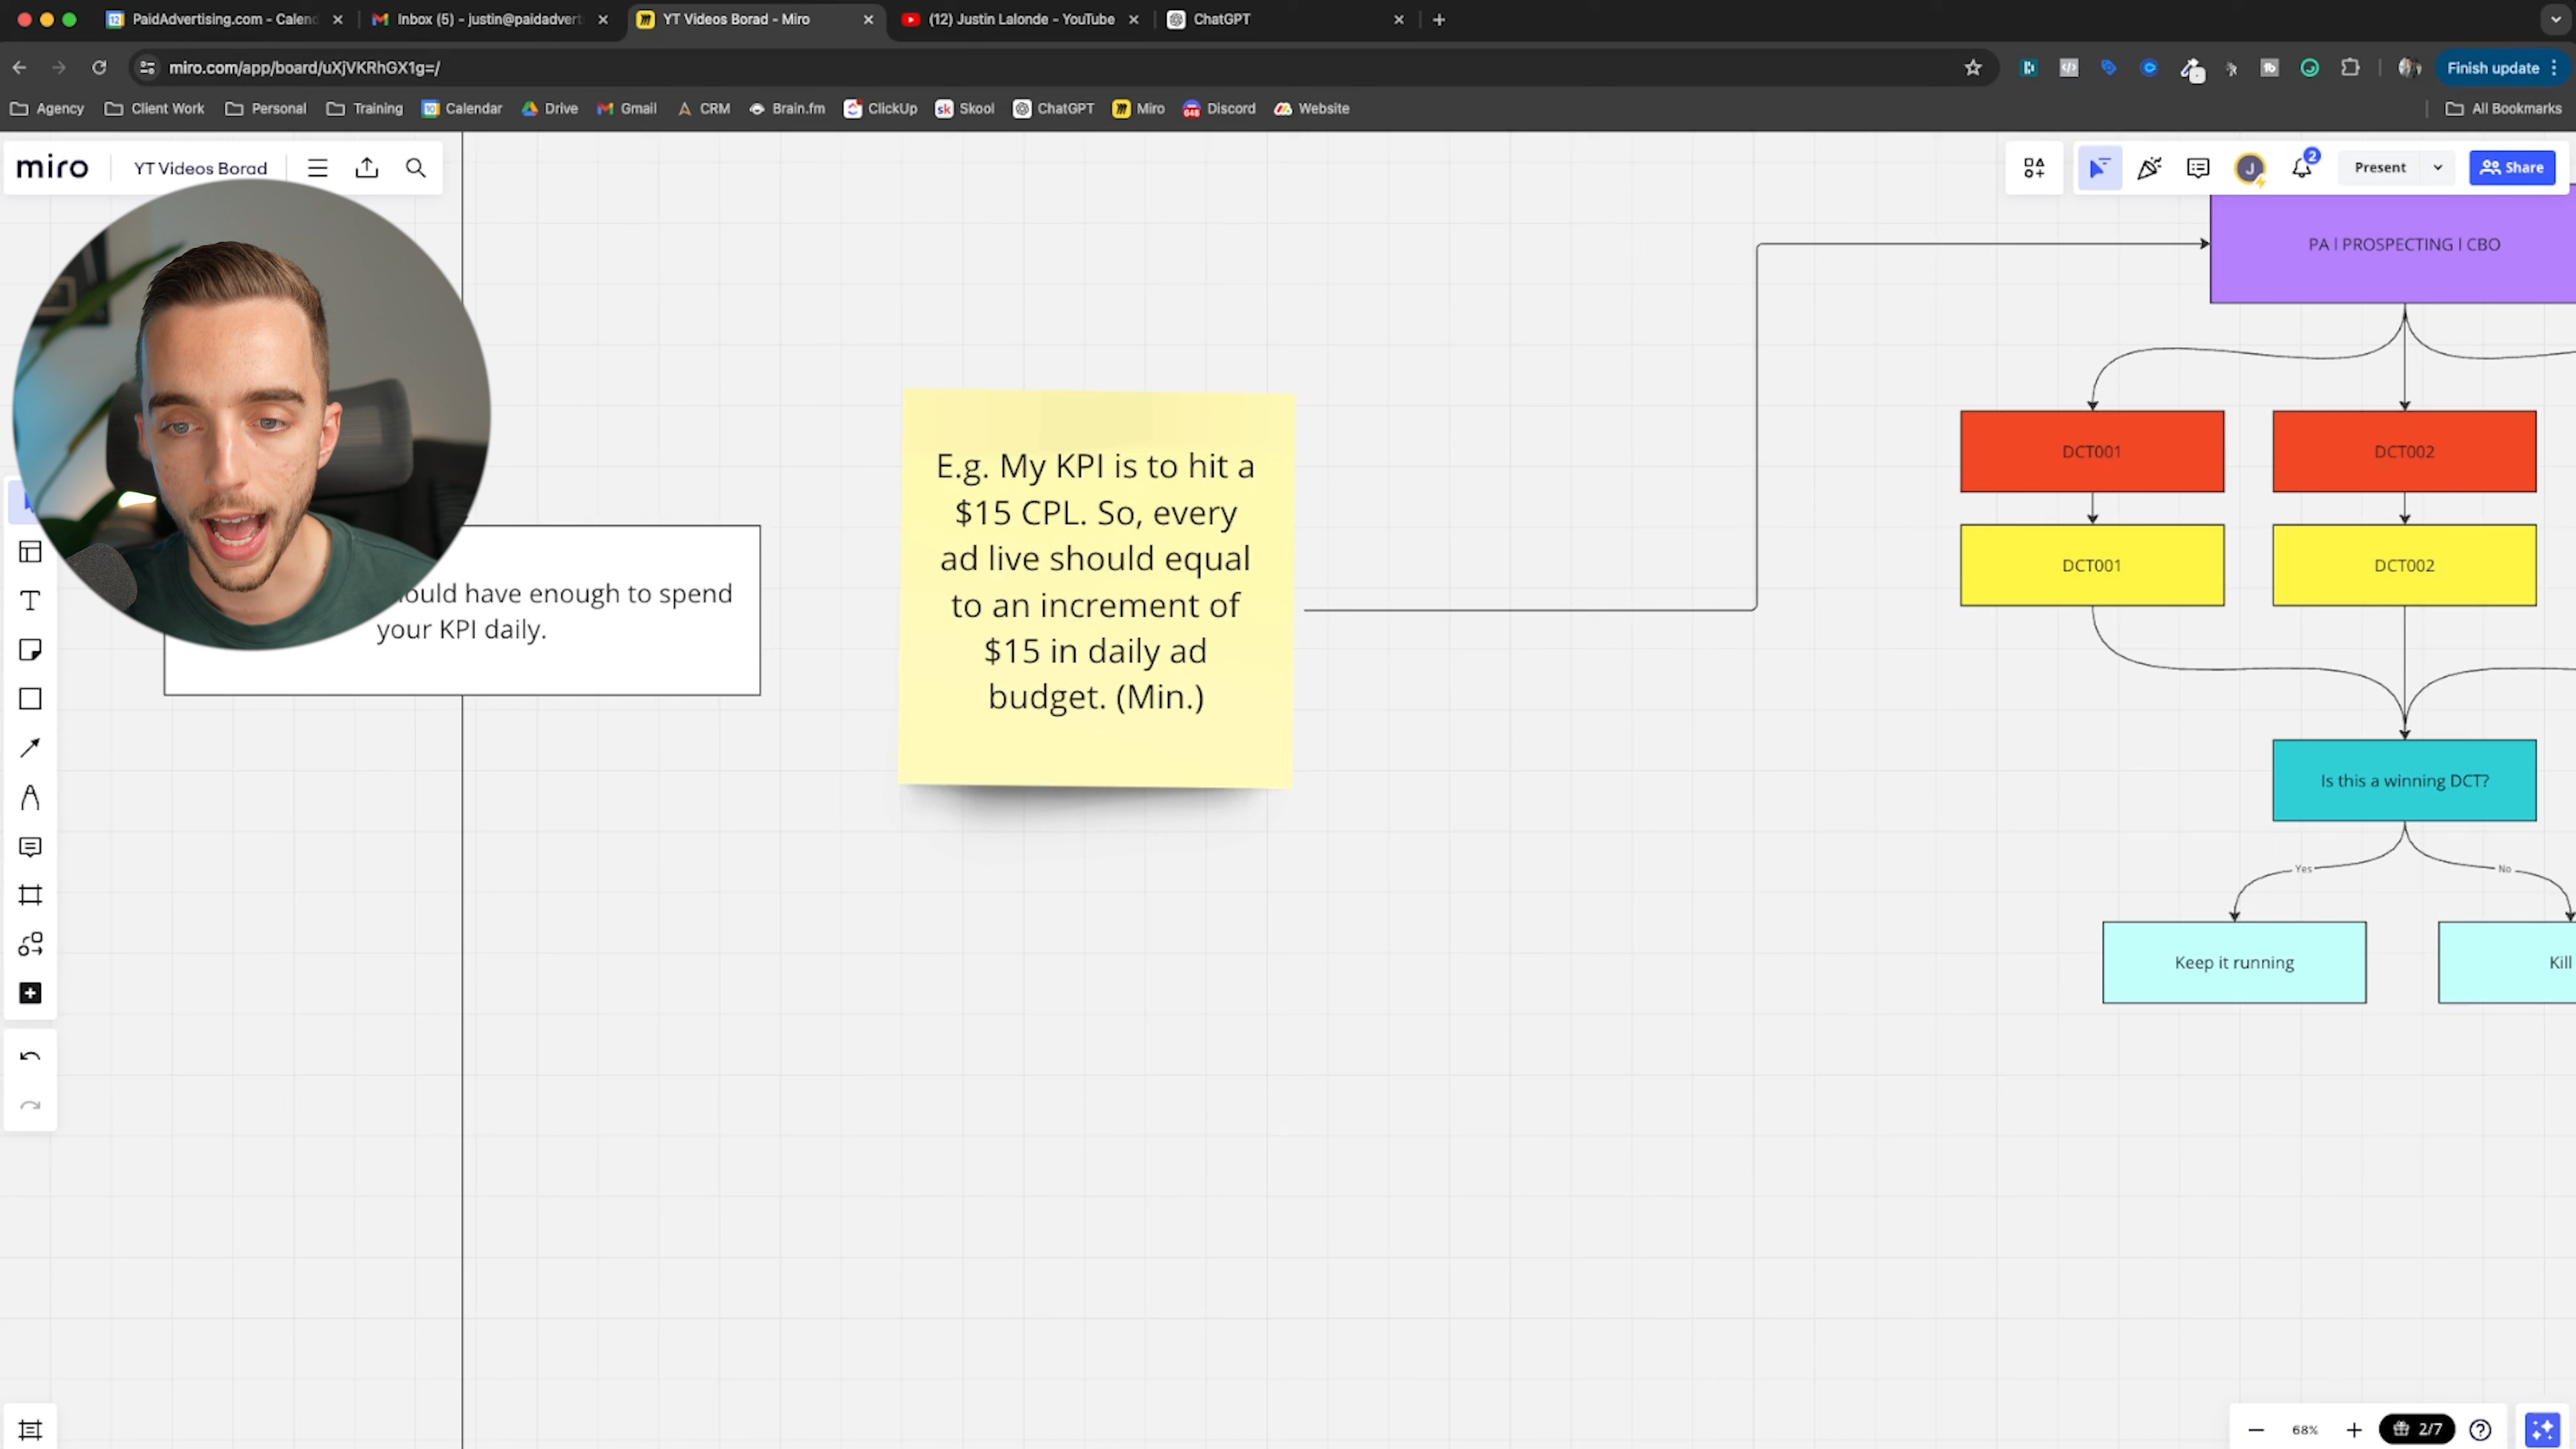 PaidAdvertising.com - Calend
Inbox (5) - justin@paidadvert
YT Videos Borad - Miro
(12) Justin Lalonde - YouTube
ChatGPT
miro.com/app/board/uXjVKRhGX1g=/
Finish update
Agency
Client Work
Personal
Training
Calendar
Drive
Gmail
CRM
Brain.fm
ClickUp
Skool
ChatGPT
Miro
Discord
Website
All Bookmarks
miro
YT Videos Borad
J
2
Present
Share
PA | PROSPECTING | CBO
E.g. My KPI is to hit a
$15 CPL. So, every
ad live should equal
to an increment of
$15 in daily ad
budget. (Min.)
have enough to spend
your KPI daily.
DCT001
DCT002
DCT001
DCT002
Is this a winning DCT?
Yes
No
Keep it running
Kill
68%
2/7